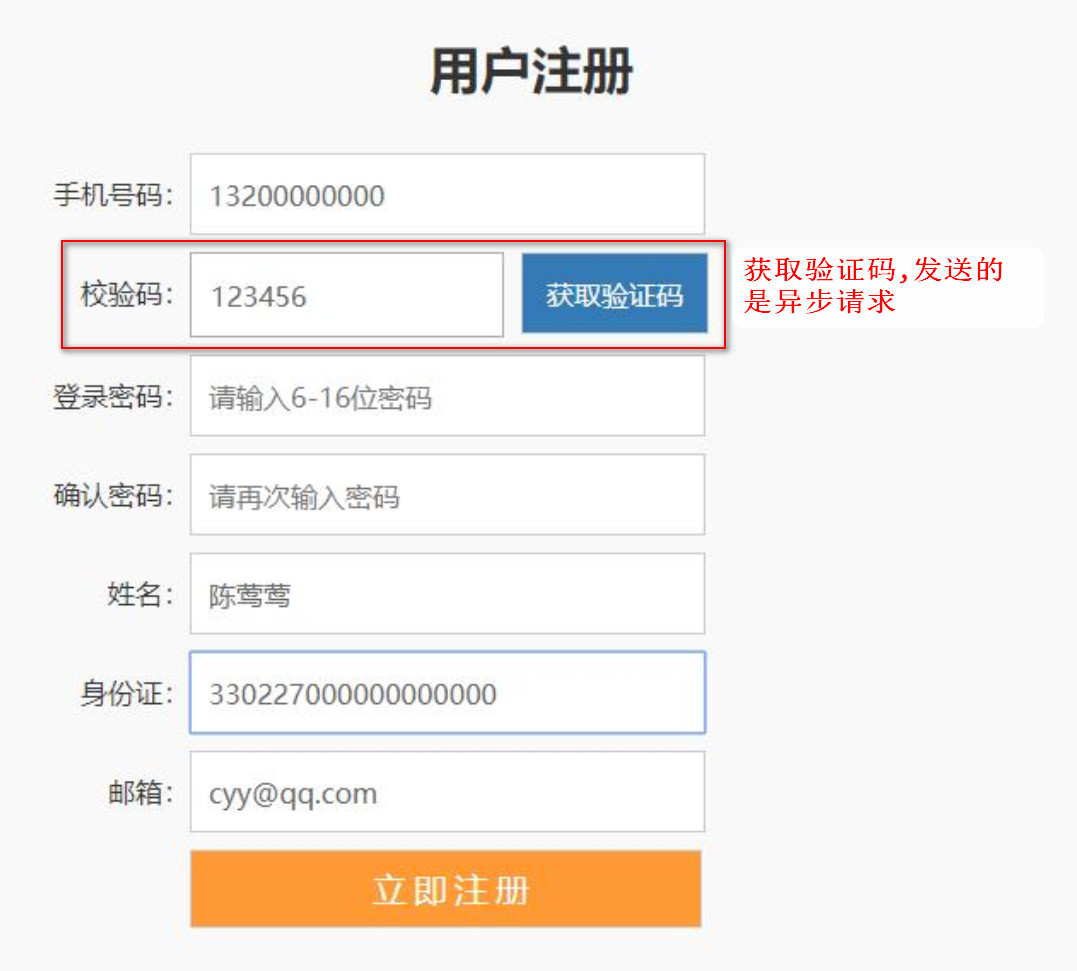 用户注册
手机号码: 13200000000
校验码: 123456 获取验证码
获取验证码,发送的
是异步请求
登录密码: 请输入6-16位密码
确认密码: 请再次输入密码
姓名: 陈莺莺
身份证: 330227000000000000
邮箱: cyy@qq.com
立即注册